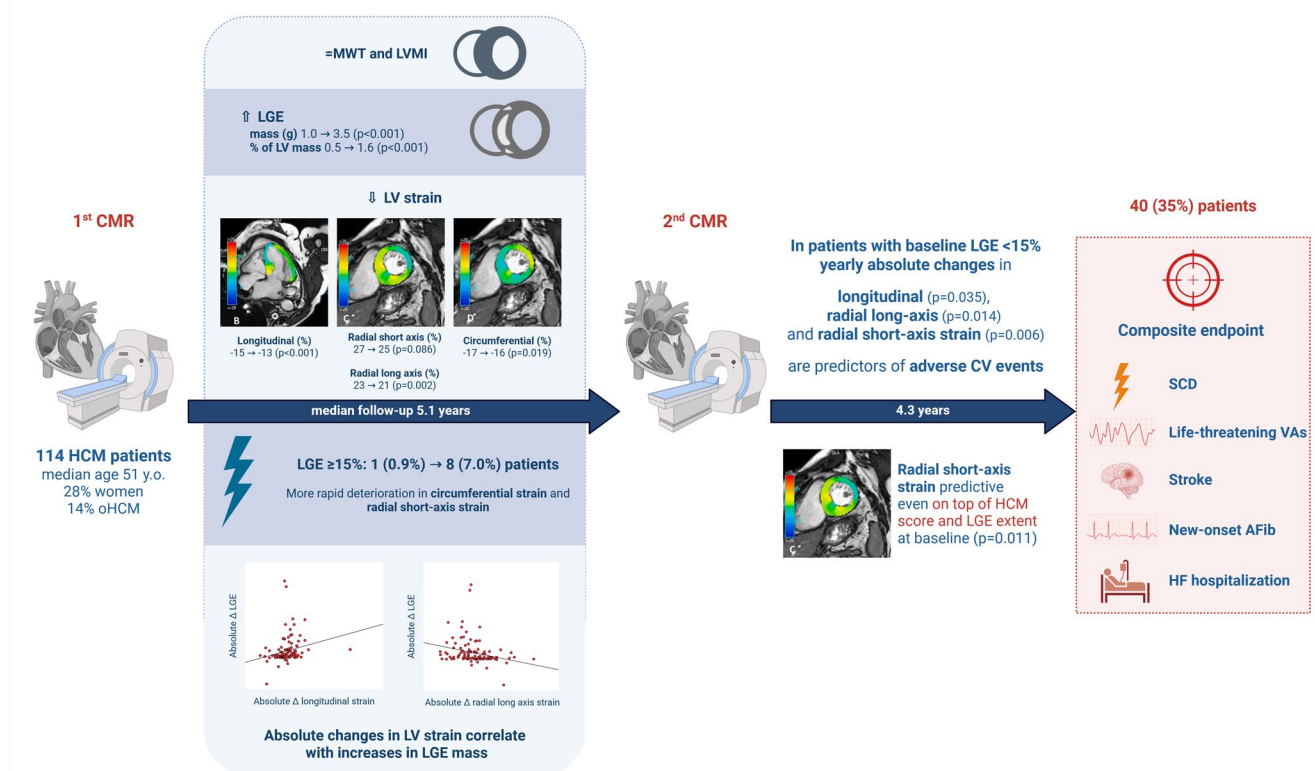 =MWT and LVMI
⇧ LGE
mass (g) 1.0 → 3.5 (p<0.001)
% of LV mass 0.5 → 1.6 (p<0.001)
⇩ LV strain
B
C
D
Longitudinal (%)
-15 → -13 (p<0.001)
Radial short axis (%)
27 → 25 (p=0.086)
Circumferential (%)
-17 → -16 (p=0.019)
Radial long axis (%)
23 → 21 (p=0.002)
1st CMR
114 HCM patients
median age 51 y.o.
28% women
14% oHCM
median follow-up 5.1 years
LGE ≥15%: 1 (0.9%) → 8 (7.0%) patients
More rapid deterioration in circumferential strain and
radial short-axis strain
Absolute Δ LGE
Absolute Δ longitudinal strain
Absolute Δ LGE
Absolute Δ radial long axis strain
Absolute changes in LV strain correlate
with increases in LGE mass
2nd CMR
In patients with baseline LGE <15%
yearly absolute changes in
longitudinal (p=0.035),
radial long-axis (p=0.014)
and radial short-axis strain (p=0.006)
are predictors of adverse CV events
4.3 years
C
Radial short-axis
strain predictive
even on top of HCM
score and LGE extent
at baseline (p=0.011)
40 (35%) patients
Composite endpoint
SCD
Life-threatening VAs
Stroke
New-onset AFib
HF hospitalization